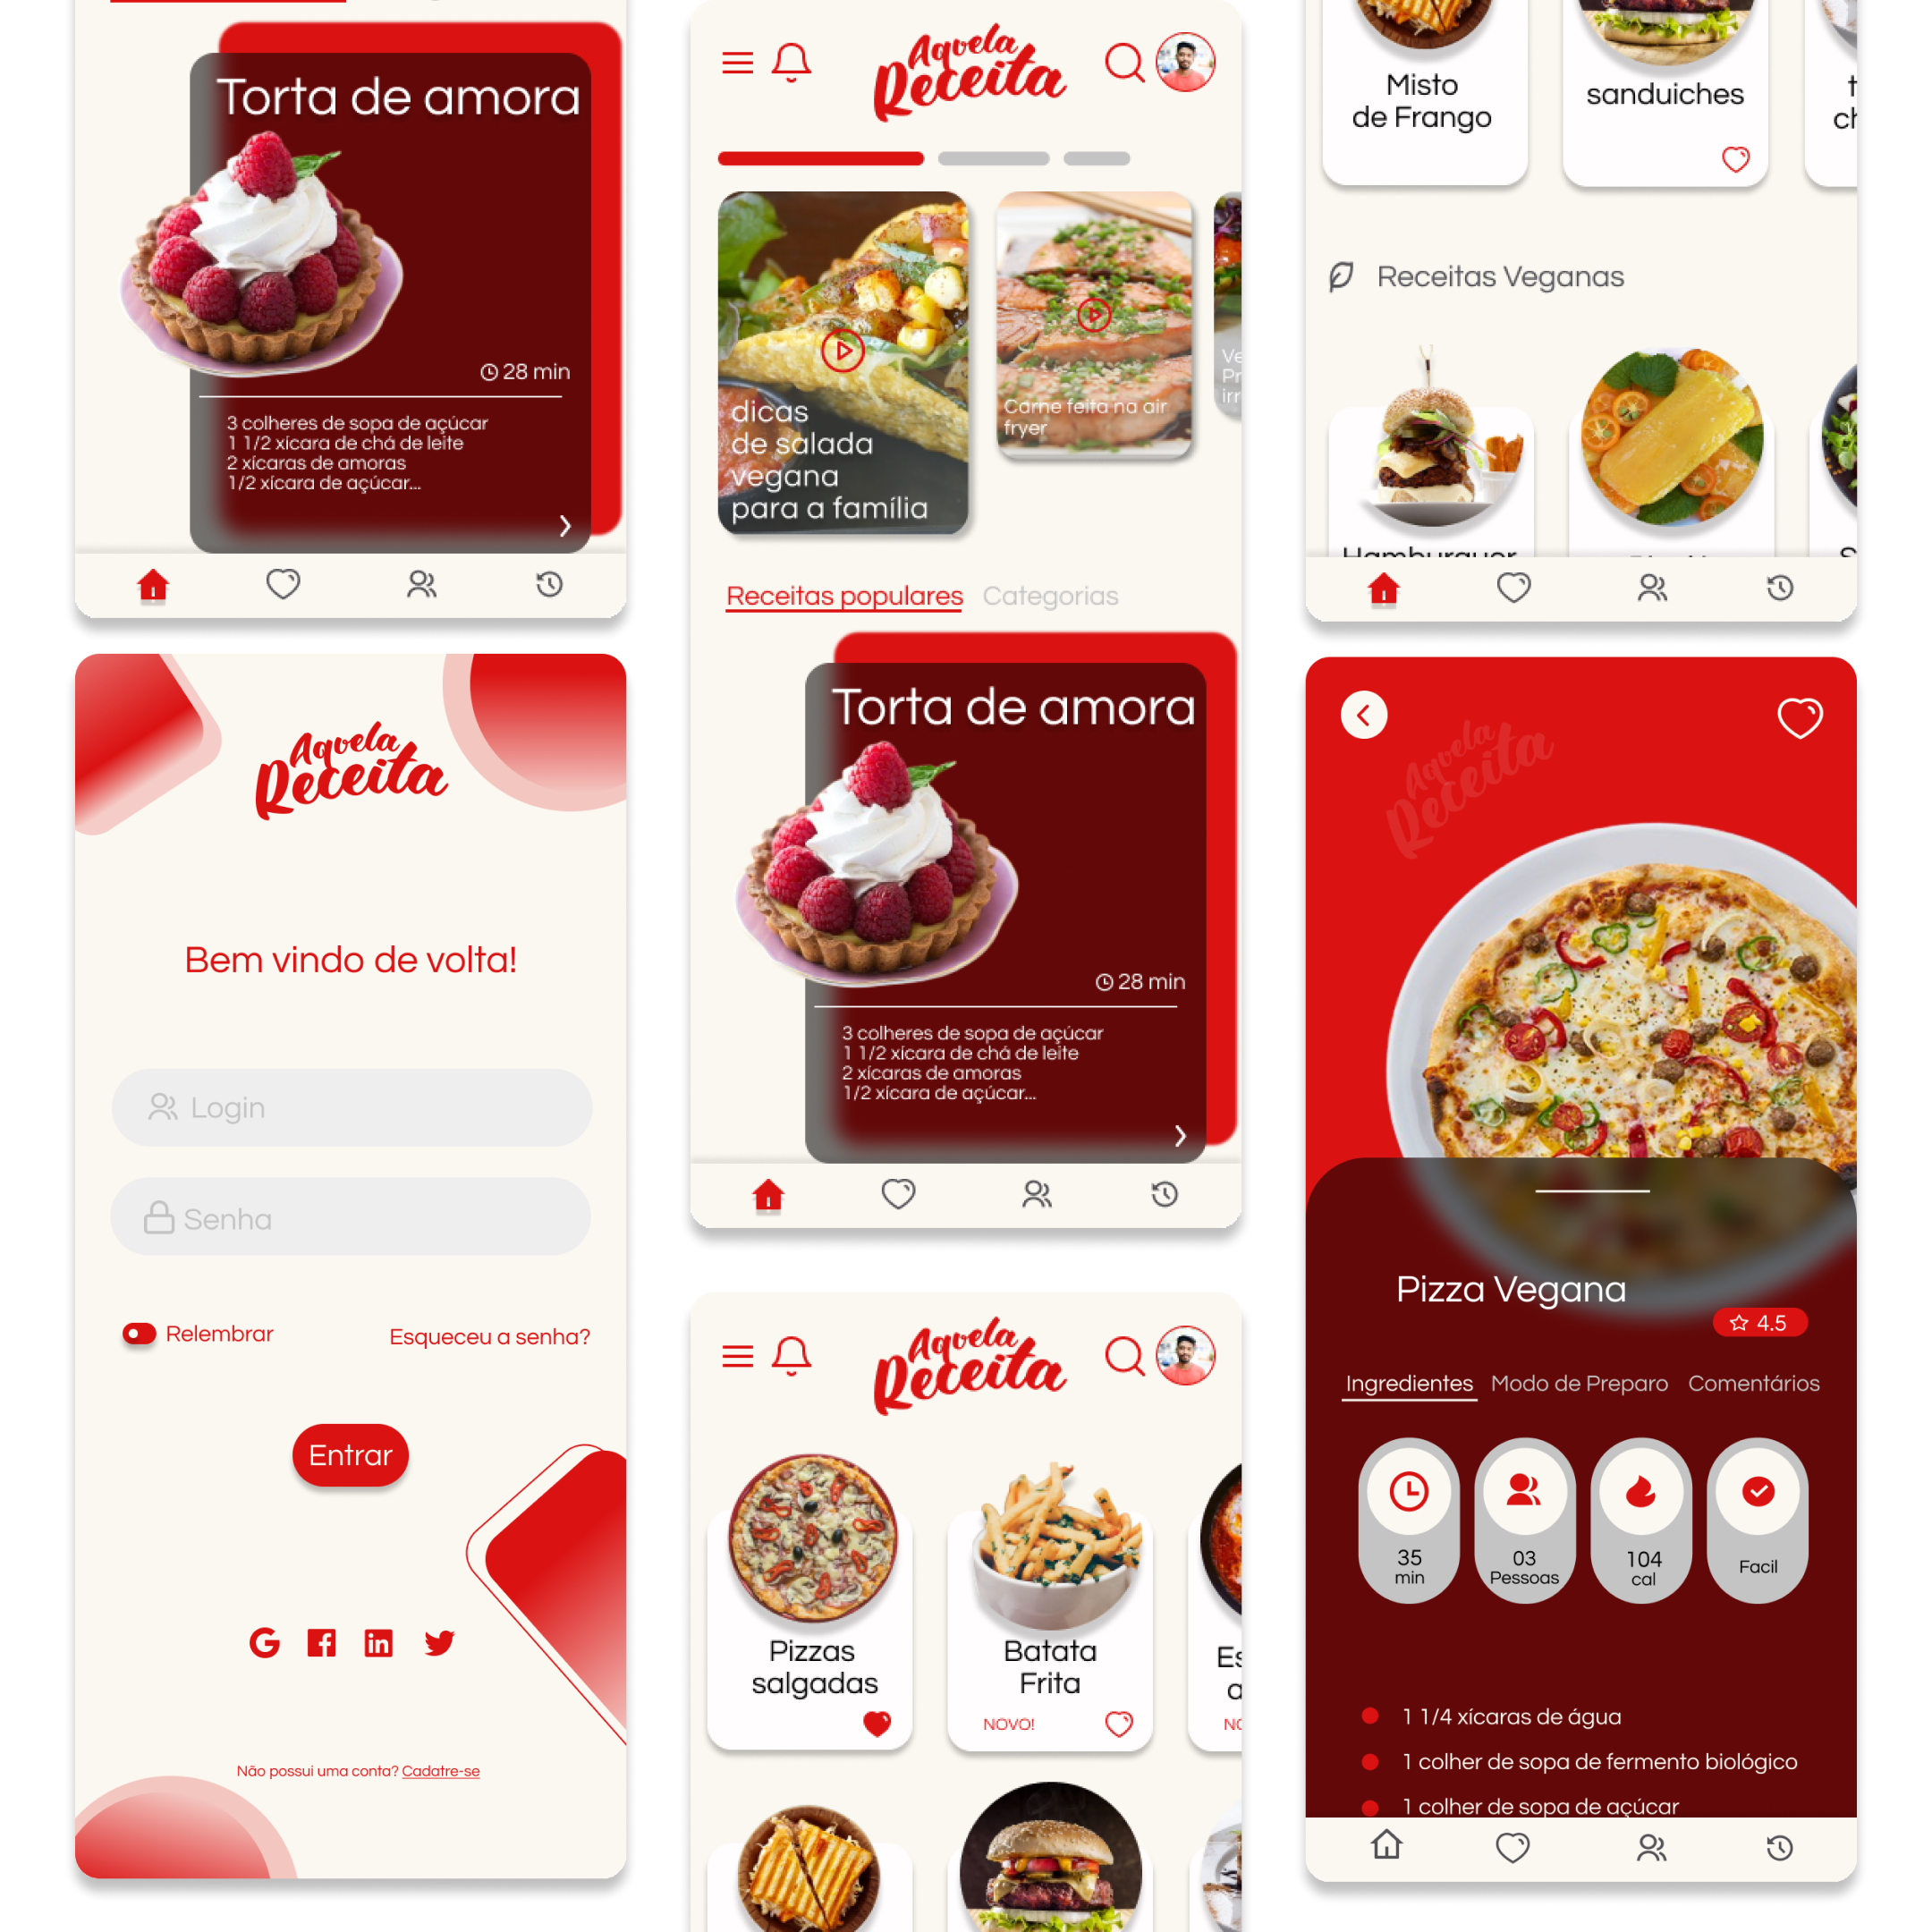 Torta de amora
28 min
3 colheres de sopa de açúcar
1 1/2 xícara de chá de leite
2 xícaras de amoras
1/2 xícara de açúcar...
Aquela
Receita
Bem vindo de volta!
Login
Senha
Relembrar
Esqueceu a senha?
Entrar
Não possui uma conta? Cadatre-se
Aquela
Receita
dicas
de salada
vegana
para a família
Carne feita na air
fryer
Ve
Pr
irr
Receitas populares
Categorias
Torta de amora
28 min
3 colheres de sopa de açúcar
1 1/2 xícara de chá de leite
2 xícaras de amoras
1/2 xícara de açúcar...
Aquela
Receita
Pizzas
salgadas
Batata
Frita
NOVO!
Es
Misto
de Frango
sanduiches
t
ch
Receitas Veganas
Hamburguer
S
Aquela
Receita
Pizza Vegana
4.5
Ingredientes
Modo de Preparo
Comentários
35
min
03
Pessoas
104
cal
Facil
1 1/4 xícaras de água
1 colher de sopa de fermento biológico
1 colher de sopa de açúcar